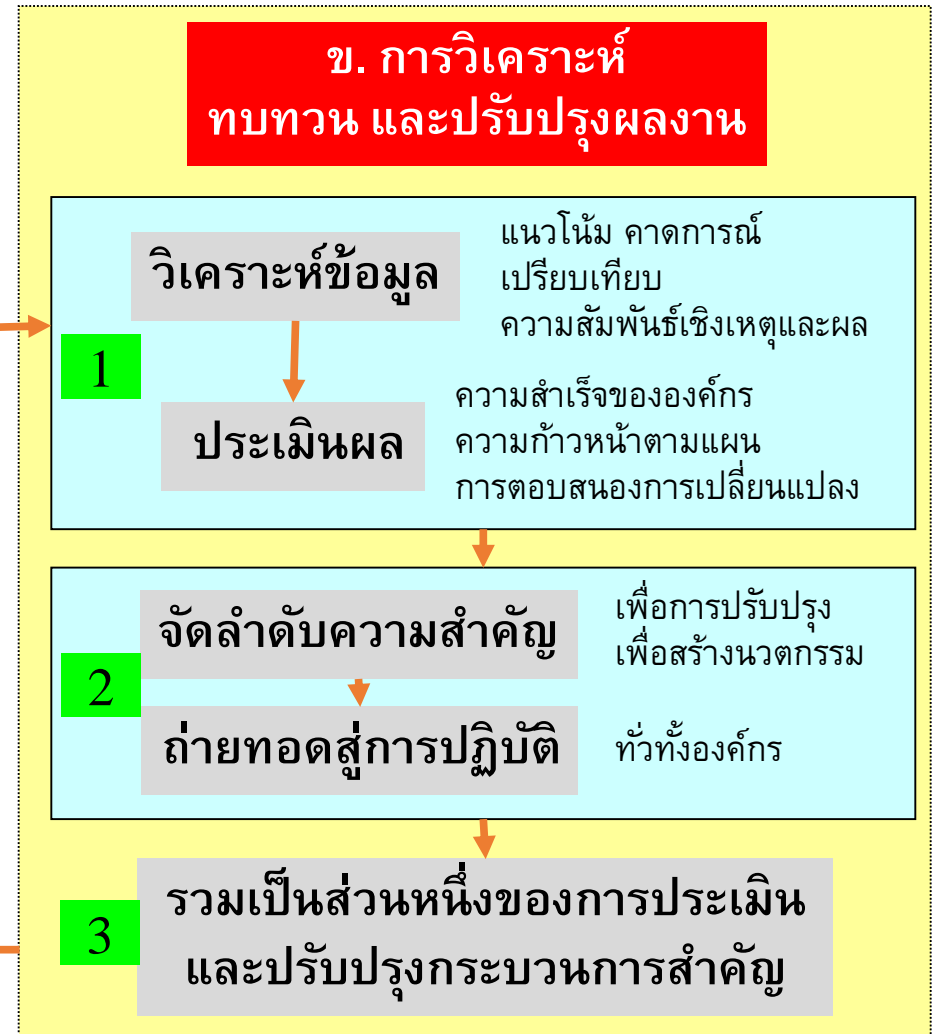 ข. การวิเคราะห์
ทบทวน และปรับปรุงผลงาน
วิเคราะห์ข้อมูล
แนวโน้ม คาดการณ์
เปรียบเทียบ
ความสัมพันธ์เชิงเหตุและผล
1
ประเมินผล
ความสำเร็จขององค์กร
ความก้าวหน้าตามแผน
การตอบสนองการเปลี่ยนแปลง
จัดลำดับความสำคัญ
เพื่อการปรับปรุง
เพื่อสร้างนวตกรรม
2
ถ่ายทอดสู่การปฏิบัติ
ทั่วทั้งองค์กร
3
รวมเป็นส่วนหนึ่งของการประเมิน
และปรับปรุงกระบวนการสำคัญ